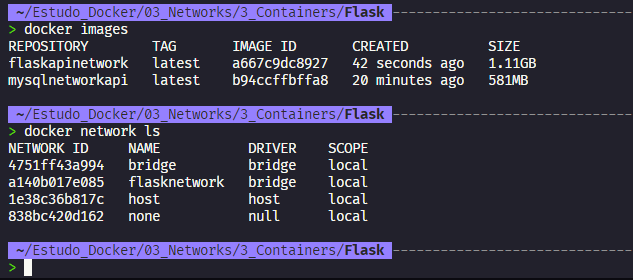 ~/Estudo_Docker/03_Networks/3_Containers/Flask
> docker images
REPOSITORY TAG IMAGE ID CREATED SIZE
flaskapinetwork latest a667c9dc8927 42 seconds ago 1.11GB
mysqlnetworkapi latest b94ccffbffa8 20 minutes ago 581MB
~/Estudo_Docker/03_Networks/3_Containers/Flask
> docker network ls
NETWORK ID NAME DRIVER SCOPE
4751ff43a994 bridge bridge local
a140b017e085 flasknetwork bridge local
1e38c36b817c host host local
838bc420d162 none null local
~/Estudo_Docker/03_Networks/3_Containers/Flask
>